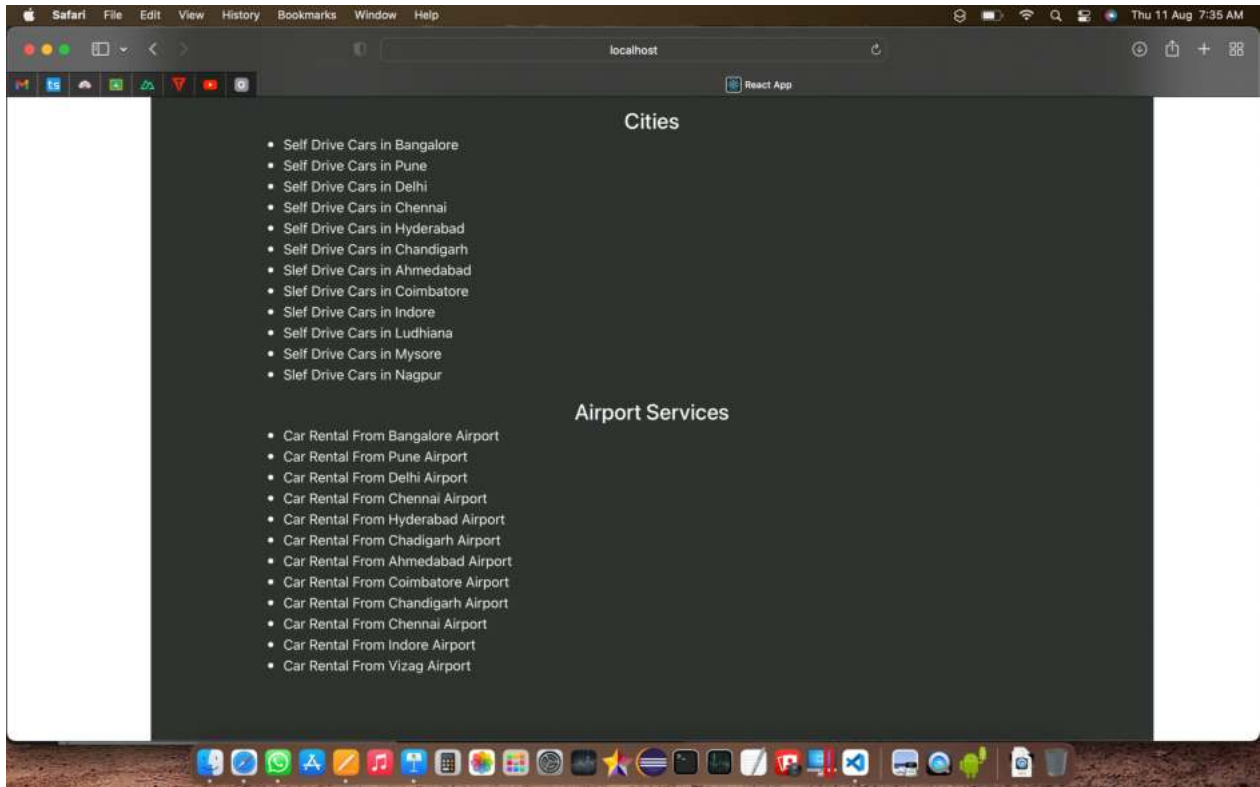 Safari File Edit View History Bookmarks Window Help Thu 11 Aug 7:35 AM
localhost
ts React App
Cities
Self Drive Cars in Bangalore
Self Drive Cars in Pune
Self Drive Cars in Delhi
Self Drive Cars in Chennai
Self Drive Cars in Hyderabad
Self Drive Cars in Chandigarh
Slef Drive Cars in Ahmedabad
Slef Drive Cars in Coimbatore
Slef Drive Cars in Indore
Self Drive Cars in Ludhiana
Self Drive Cars in Mysore
Slef Drive Cars in Nagpur
Airport Services
Car Rental From Bangalore Airport
Car Rental From Pune Airport
Car Rental From Delhi Airport
Car Rental From Chennai Airport
Car Rental From Hyderabad Airport
Car Rental From Chadigarh Airport
Car Rental From Ahmedabad Airport
Car Rental From Coimbatore Airport
Car Rental From Chandigarh Airport
Car Rental From Chennai Airport
Car Rental From Indore Airport
Car Rental From Vizag Airport